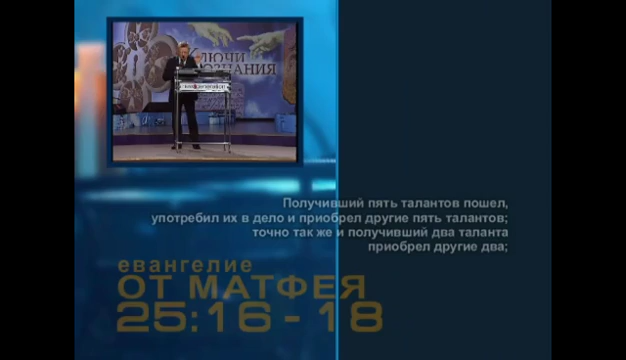 КЛЮЧИ
ПОЗНАНИЯ
Получивший пять талантов пошел,
употребил их в дело и приобрел другие пять талантов;
точно так же и получивший два таланта
приобрел другие два;
евангелие
ОТ МАТФЕЯ
25:16-18